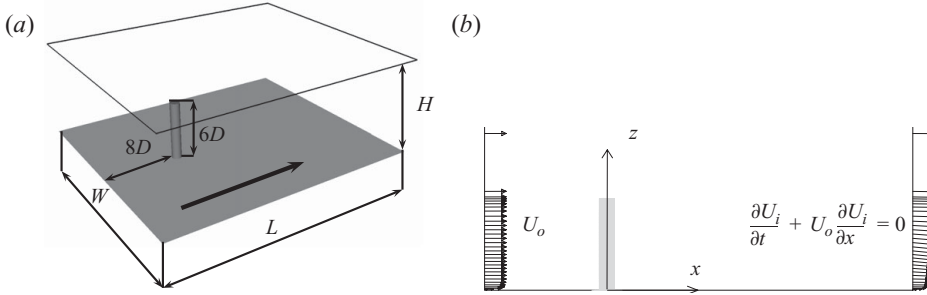 (a)
H
8D
6D
W
L
(b)
z
U_o
∂U_i/∂t + U_o ∂U_i/∂x = 0
x